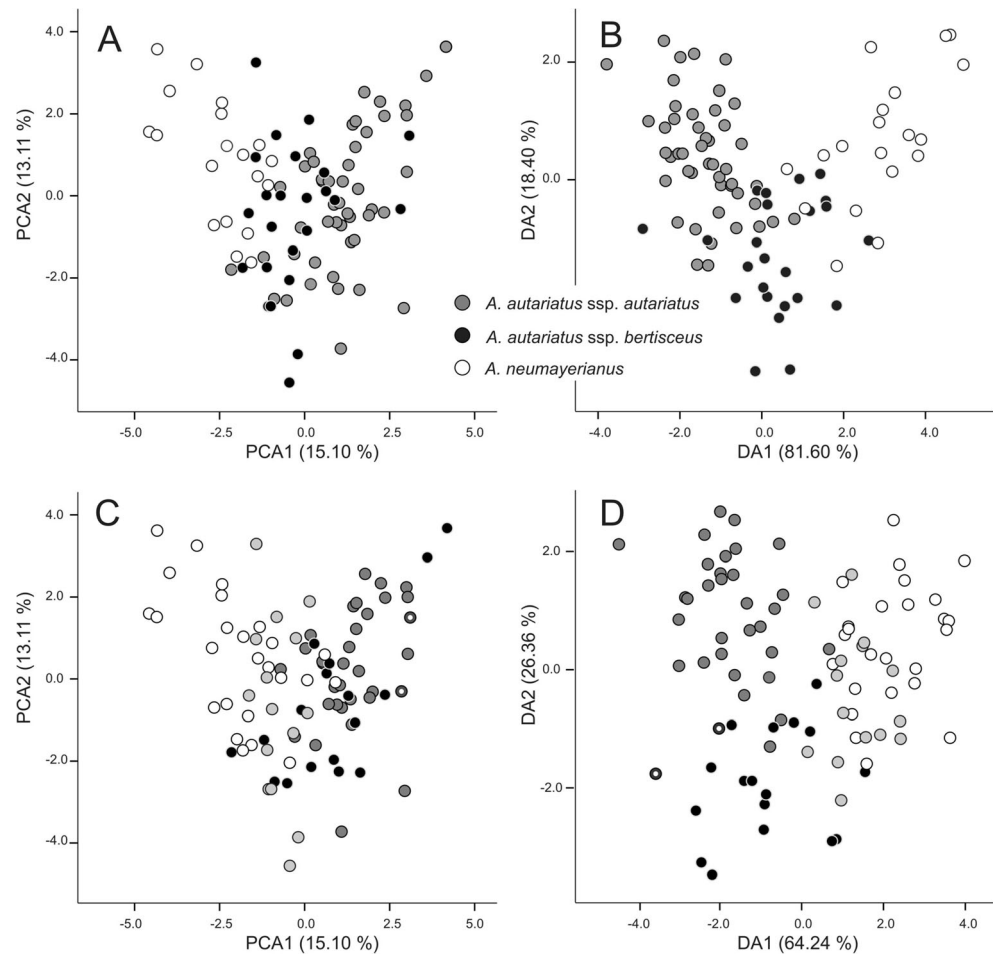 A
4.0
2.0
0.0
-2.0
-4.0
PCA2 (13.11 %)
-5.0 -2.5 0.0 2.5 5.0
PCA1 (15.10 %)
B
2.0
0.0
DA2 (18.40 %)
-4.0 -2.0 0.0 2.0 4.0
DA1 (81.60 %)
A. autariatus ssp. autariatus
A. autariatus ssp. bertisceus
A. neumayerianus
C
4.0
2.0
0.0
-2.0
-4.0
PCA2 (13.11 %)
-5.0 -2.5 0.0 2.5 5.0
PCA1 (15.10 %)
D
2.0
0.0
-2.0
DA2 (26.36 %)
-4.0 -2.0 0.0 2.0 4.0
DA1 (64.24 %)